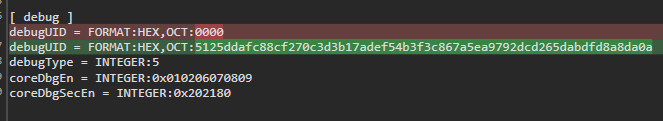 [ debug ]
debugUID = FORMAT:HEX,OCT:0000
debugUID = FORMAT:HEX,OCT:5125ddafc88cf270c3d3b17adef54b3f3c867a5ea9792dcd265dabdfd8a8da0a
debugType = INTEGER:5
coreDbgEn = INTEGER:0x010206070809
coreDbgSecEn = INTEGER:0x202180